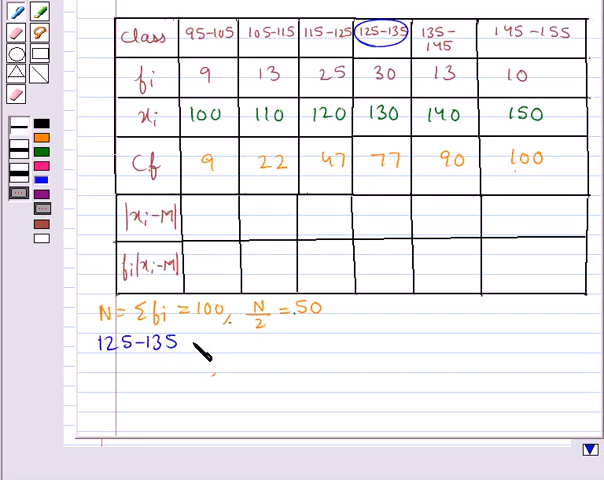 Class 95-105 105-115 115-125 125-135 135-145 145-155
fi 9 13 25 30 13 10
xi 100 110 120 130 140 150
Cf 9 22 47 77 90 100
|xi-M|
fi|xi-M|
N = Σfi = 100, N/2 = 50
125-135